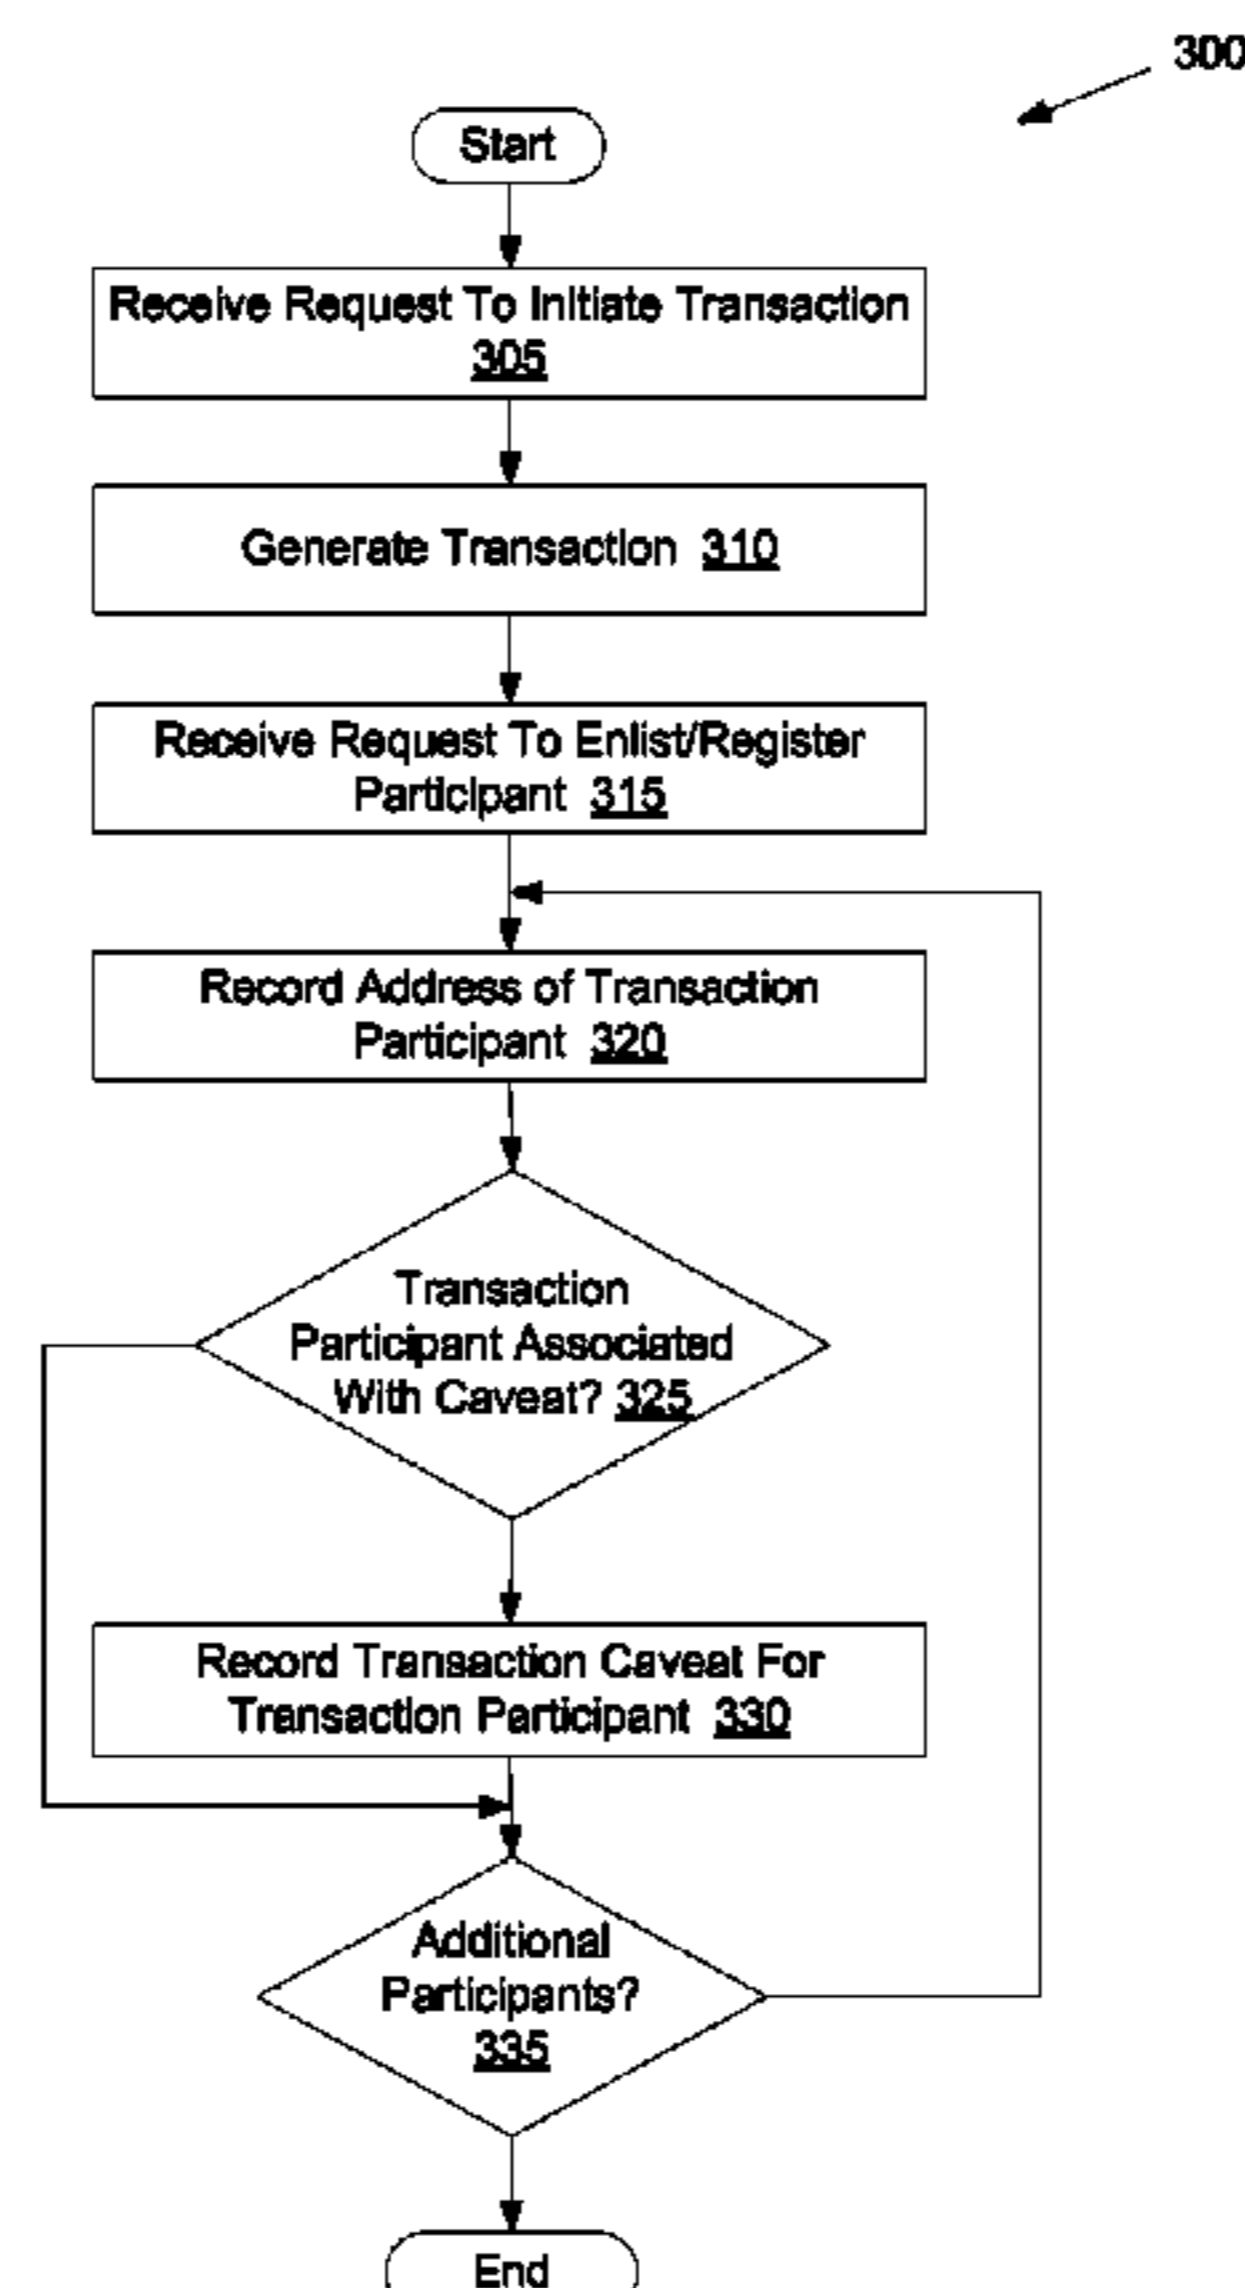 300
Start
Receive Request To Initiate Transaction
305
Generate Transaction 310
Receive Request To Enlist/Register
Participant 315
Record Address of Transaction
Participant 320
Transaction
Participant Associated
With Caveat? 325
Record Transaction Caveat For
Transaction Participant 330
Additional
Participants?
335
End